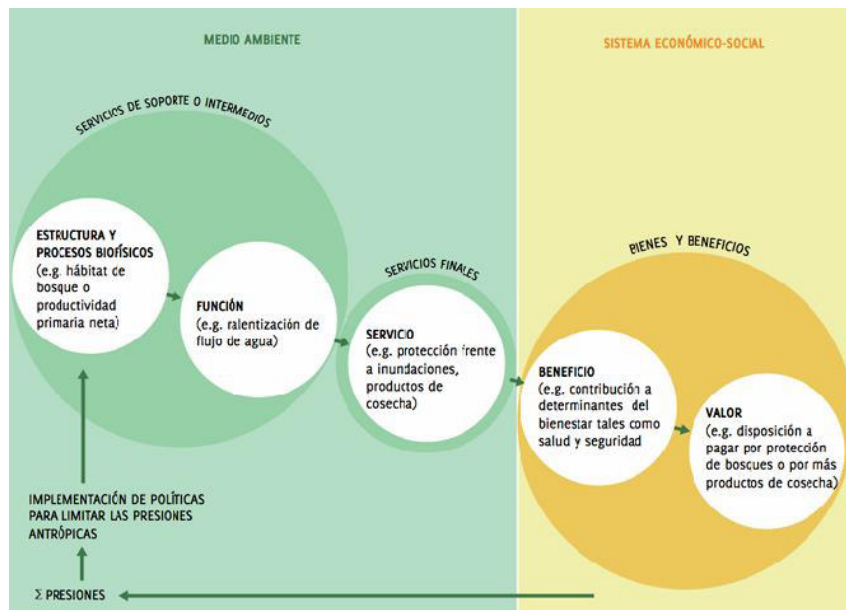 MEDIO AMBIENTE
SISTEMA ECONÓMICO-SOCIAL
SERVICIOS DE SOPORTE O INTERMEDIOS
ESTRUCTURA Y
PROCESOS BIOFÍSICOS
(e.g. hábitat de
bosque o
productividad
primaria neta)
FUNCIÓN
(e.g. ralentización de
flujo de agua)
SERVICIOS FINALES
SERVICIO
(e.g. protección frente
a inundaciones,
productos de
cosecha)
BIENES Y BENEFICIOS
BENEFICIO
(e.g. contribución a
determinantes del
bienestar tales como
salud y seguridad
VALOR
(e.g. disposición a
pagar por protección
de bosques o por más
productos de cosecha)
IMPLEMENTACIÓN DE POLÍTICAS
PARA LIMITAR LAS PRESIONES
ANTRÓPICAS
Σ PRESIONES